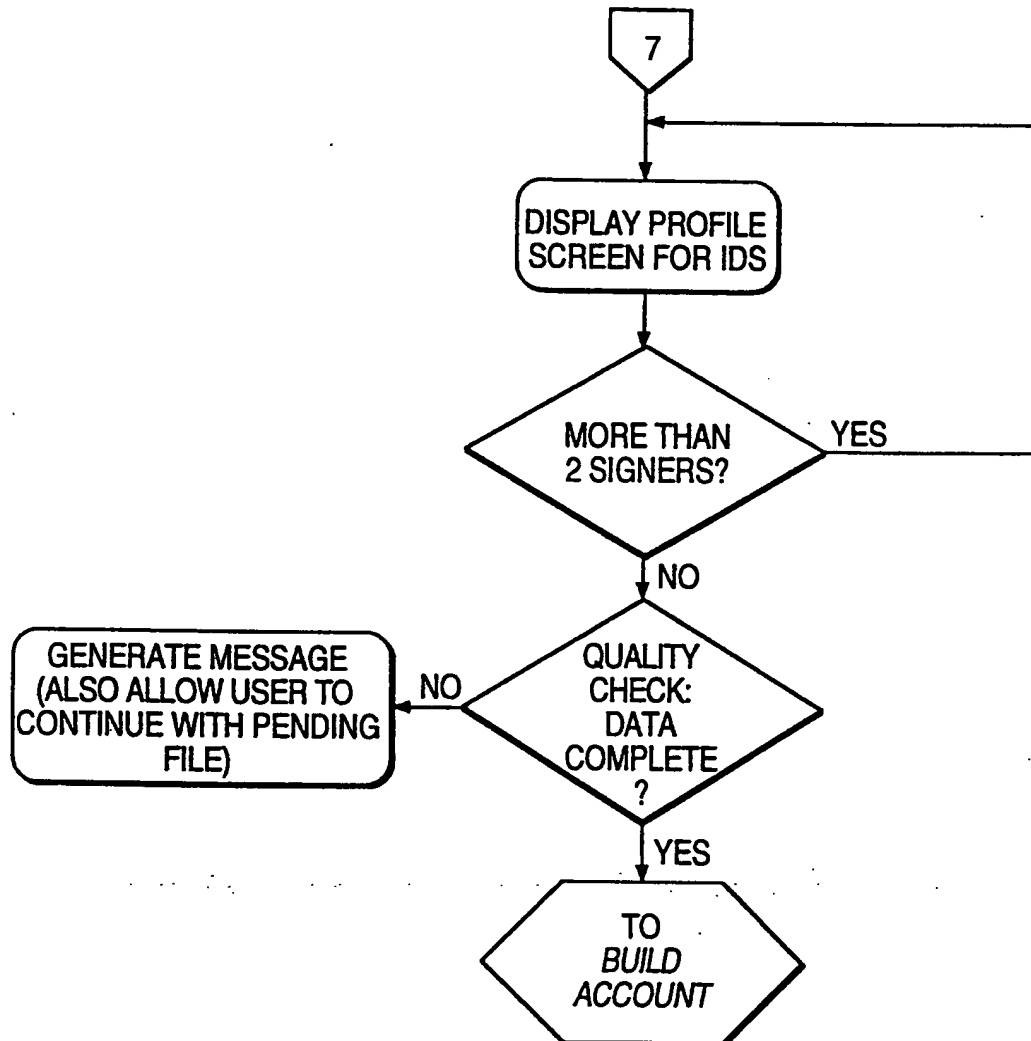 7
DISPLAY PROFILE
SCREEN FOR IDS
MORE THAN
2 SIGNERS?
YES
NO
QUALITY
CHECK:
DATA
COMPLETE
?
NO
GENERATE MESSAGE
(ALSO ALLOW USER TO
CONTINUE WITH PENDING
FILE)
YES
TO
BUILD
ACCOUNT